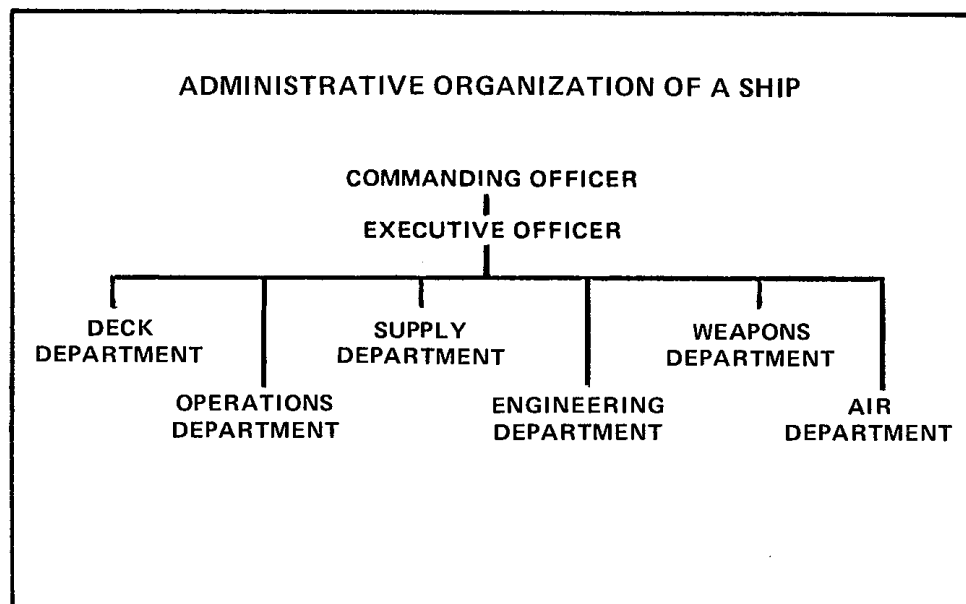 ADMINISTRATIVE ORGANIZATION OF A SHIP
COMMANDING OFFICER
EXECUTIVE OFFICER
DECK
DEPARTMENT
SUPPLY
DEPARTMENT
WEAPONS
DEPARTMENT
OPERATIONS
DEPARTMENT
ENGINEERING
DEPARTMENT
AIR
DEPARTMENT